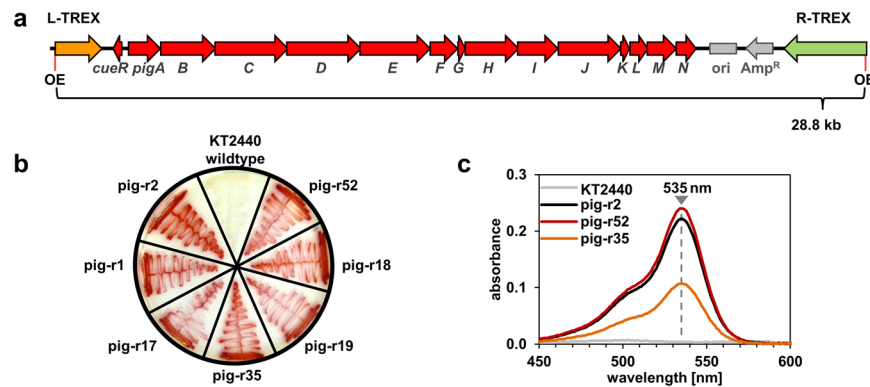 a
L-TREX
R-TREX
cueR pigA B C D E F G H I J K L M N ori Amp^R
OE
OE
28.8 kb
b
KT2440
wildtype
pig-r2
pig-r52
pig-r1
pig-r18
pig-r17
pig-r19
pig-r35
c
0.3
0.2
0.1
0.0
absorbance
KT2440
pig-r2
pig-r52
pig-r35
535 nm
450 500 550 600
wavelength [nm]